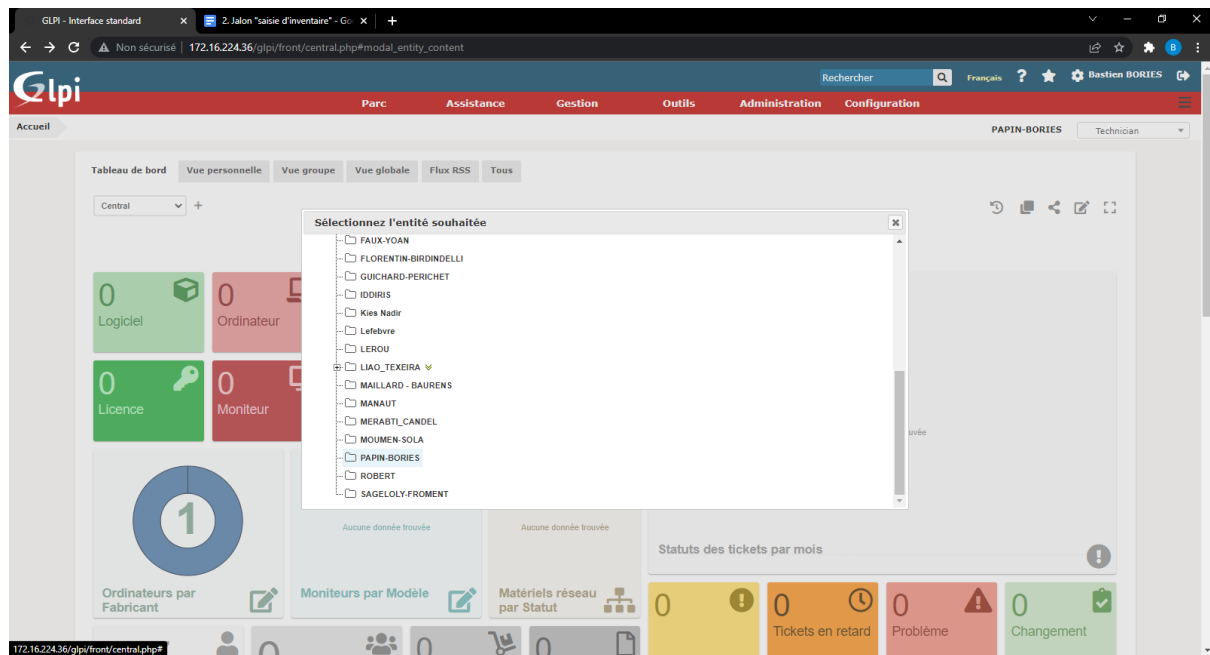 GLPI - Interface standard
2. Jalon "saisie d'inventaire" - Go
Non sécurisé | 172.16.224.36/glpi/front/central.php#modal_entity_content
B
Glpi
Rechercher
Français
Bastien BORIES
Parc Assistance Gestion Outils Administration Configuration
Accueil
PAPIN-BORIES
Technician
Tableau de bord Vue personnelle Vue groupe Vue globale Flux RSS Tous
Central
Sélectionnez l'entité souhaitée
FAUX-YOAN
FLORENTIN-BIRDINDELLI
GUICHARD-PERICHET
IDDIRIS
Kies Nadir
Lefebvre
LEROU
LIAO_TEXEIRA
MAILLARD - BAURENS
MANAUT
MERABTI_CANDEL
MOUMEN-SOLA
PAPIN-BORIES
ROBERT
SAGELOLY-FROMENT
0
Logiciel
0
Ordinateur
0
Licence
0
Moniteur
uvée
1
Ordinateurs par
Fabricant
Aucune donnée trouvée
Moniteurs par Modèle
Aucune donnée trouvée
Matériels réseau
par Statut
Statuts des tickets par mois
0
0
Tickets en retard
0
Problème
0
Changement
0
0
0
172.16.224.36/glpi/front/central.php#